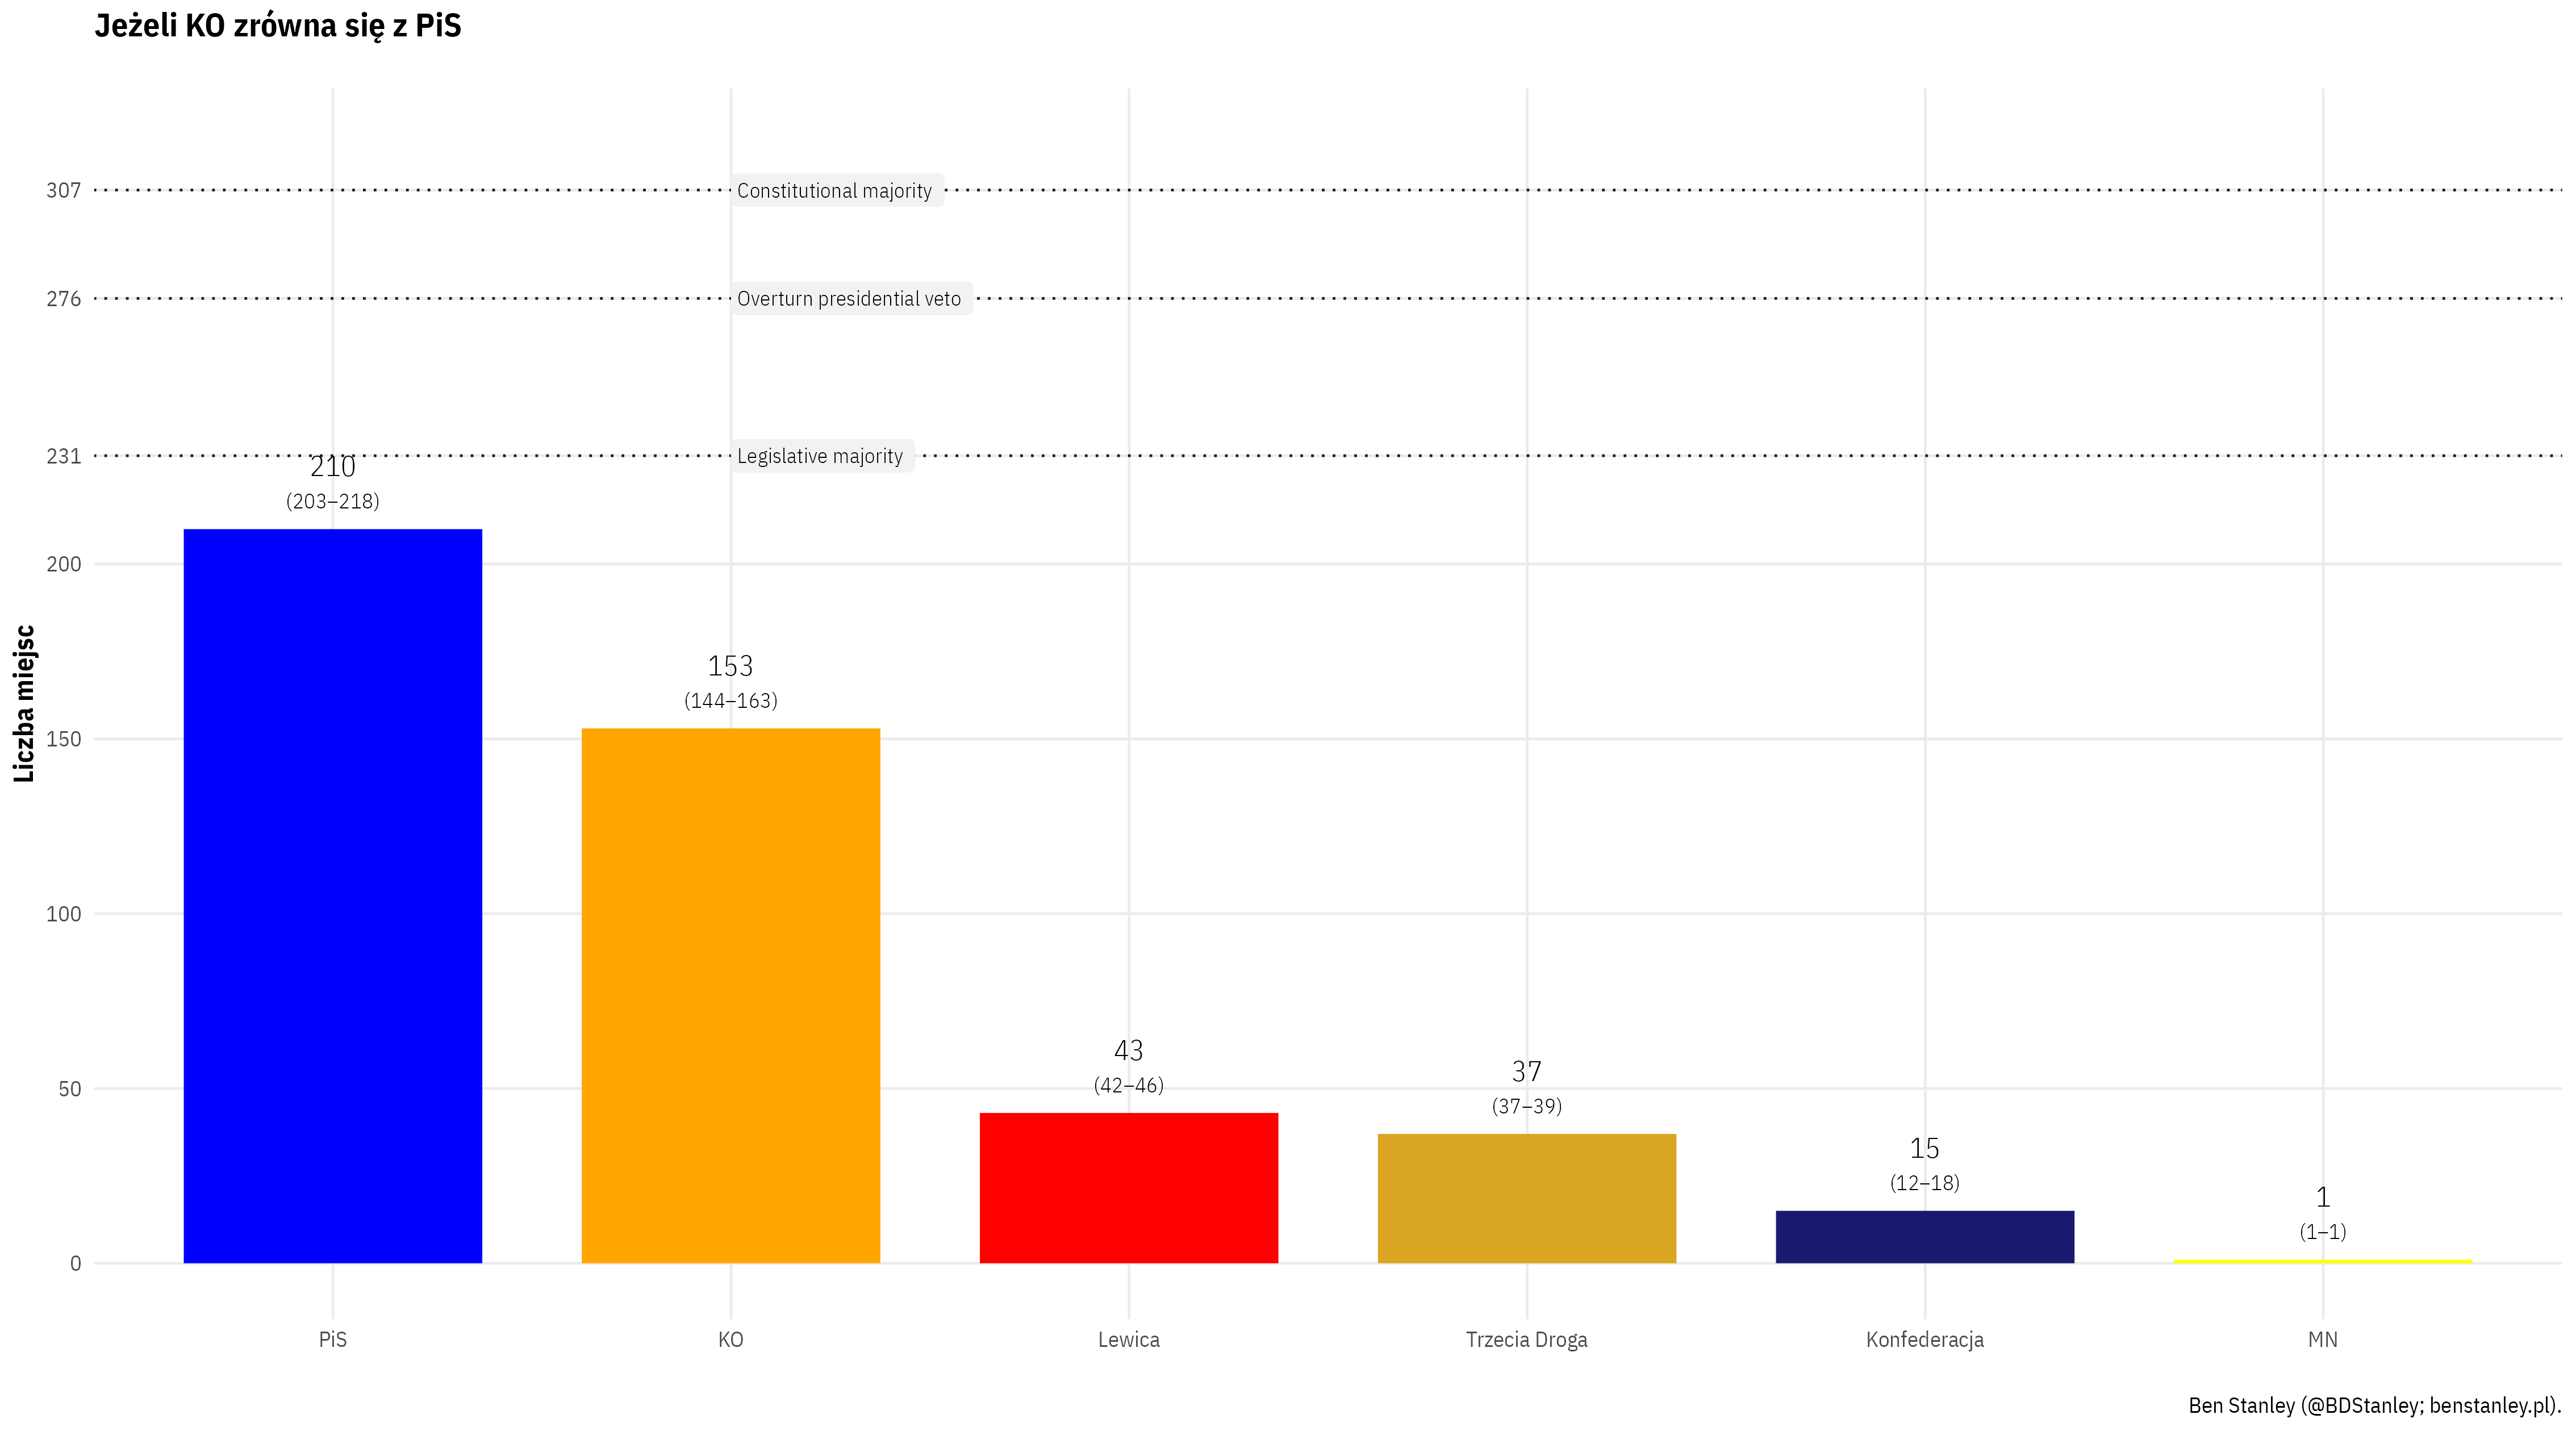 Jeżeli KO zrówna się z PiS
Liczba miejsc
307
Constitutional majority
276
Overturn presidential veto
231
Legislative majority
210
(203–218)
200
153
(144–163)
150
100
43
(42–46)
37
(37–39)
50
15
(12–18)
1
(1–1)
0
PiS
KO
Lewica
Trzecia Droga
Konfederacja
MN
Ben Stanley (@BDStanley; benstanley.pl).